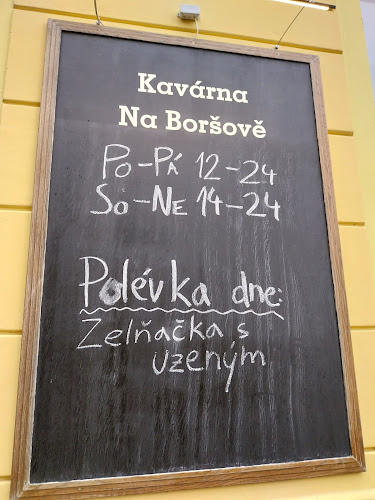 Kavárna
Na Boršově
PO-PÁ 12-24
SO-NE 14-24
Polévka dne:
Zelňačka s
uzeným